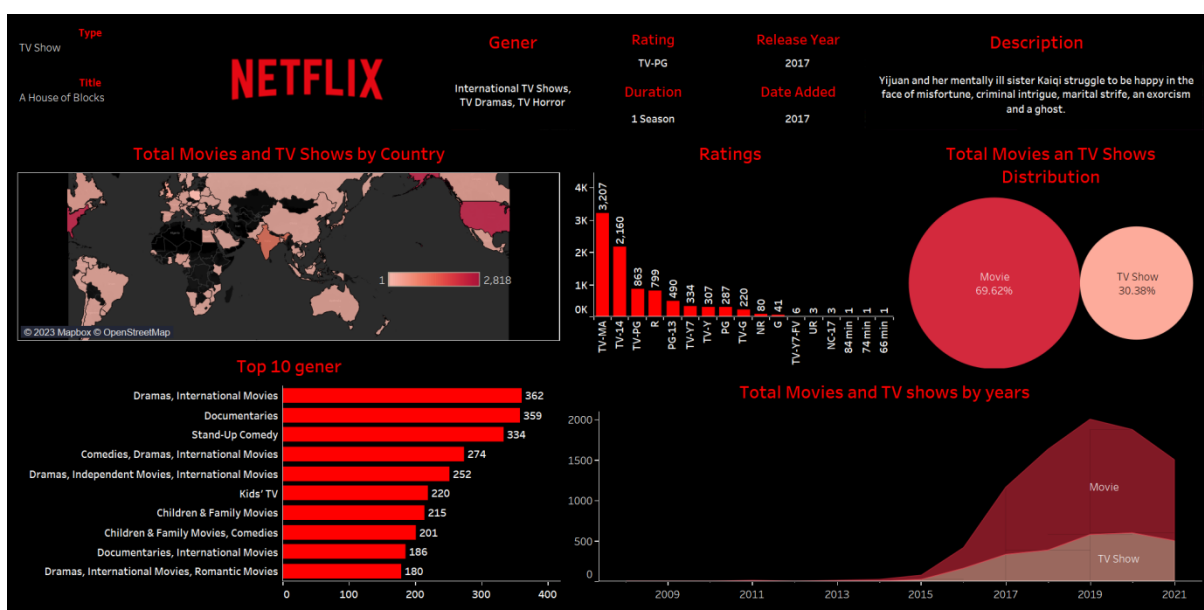 Type
TV Show
Title
A House of Blocks
NETFLIX
Gener
International TV Shows,
TV Dramas, TV Horror
Rating
TV-PG
Duration
1 Season
Release Year
2017
Date Added
2017
Description
Yijuan and her mentally ill sister Kaiqi struggle to be happy in the
face of misfortune, criminal intrigue, marital strife, an exorcism
and a ghost.
Total Movies and TV Shows by Country
1
2,818
© 2023 Mapbox © OpenStreetMap
Ratings
4K
3K
2K
1K
0K
3,207
2,160
863
799
490
334
307
287
220
80
41
6
3
3
1
1
1
TV-MA
TV-14
TV-PG
R
PG-13
TV-Y7
TV-Y
PG
TV-G
NR
G
TV-Y7-FV
UR
NC-17
84 min
74 min
66 min
Total Movies an TV Shows
Distribution
Movie
69.62%
TV Show
30.38%
Top 10 gener
Dramas, International Movies 362
Documentaries 359
Stand-Up Comedy 334
Comedies, Dramas, International Movies 274
Dramas, Independent Movies, International Movies 252
Kids' TV 220
Children & Family Movies 215
Children & Family Movies, Comedies 201
Documentaries, International Movies 186
Dramas, International Movies, Romantic Movies 180
0 100 200 300 400
Total Movies and TV shows by years
2000
1500
1000
500
0
Movie
TV Show
2009 2011 2013 2015 2017 2019 2021